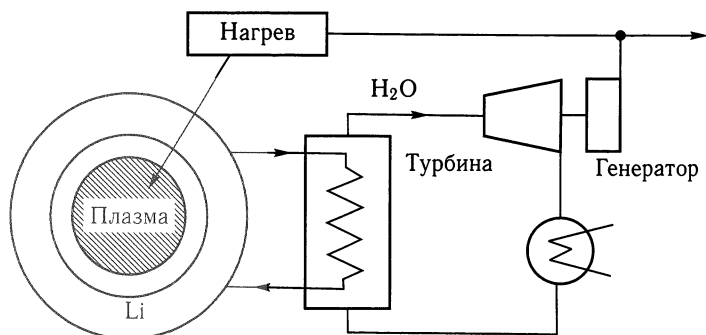 Нагрев
H₂O
Турбина
Генератор
Плазма
Li